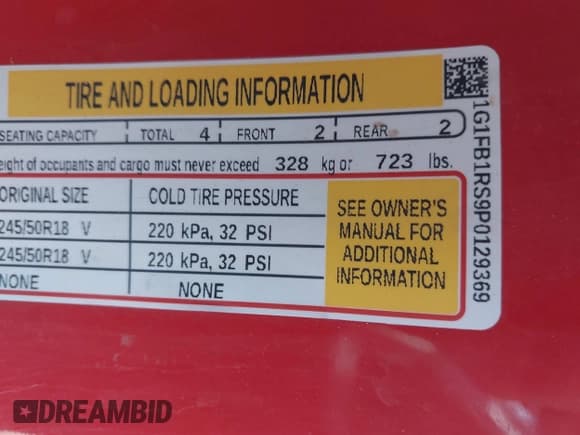 TIRE AND LOADING INFORMATION
SEATING CAPACITY TOTAL 4 FRONT 2 REAR 2
eight of occupants and cargo must never exceed 328 kg or 723 lbs.
ORIGINAL SIZE COLD TIRE PRESSURE
245/50R18 V 220 kPa, 32 PSI
245/50R18 V 220 kPa, 32 PSI
NONE NONE
SEE OWNER'S
MANUAL FOR
ADDITIONAL
INFORMATION
1G1FB1RS9P0129369
DREAMBID